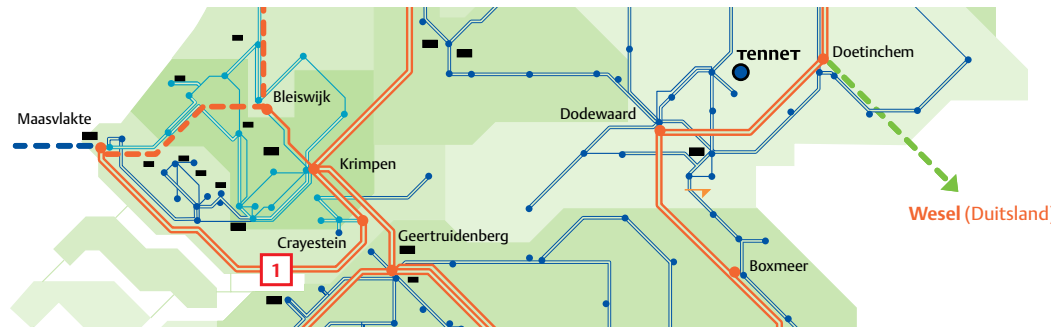 TenneT
Doetinchem
Bleiswijk
Maasvlakte
Dodewaard
Krimpen
Wesel (Duitsland)
Crayestein
Geertruidenberg
1
Boxmeer